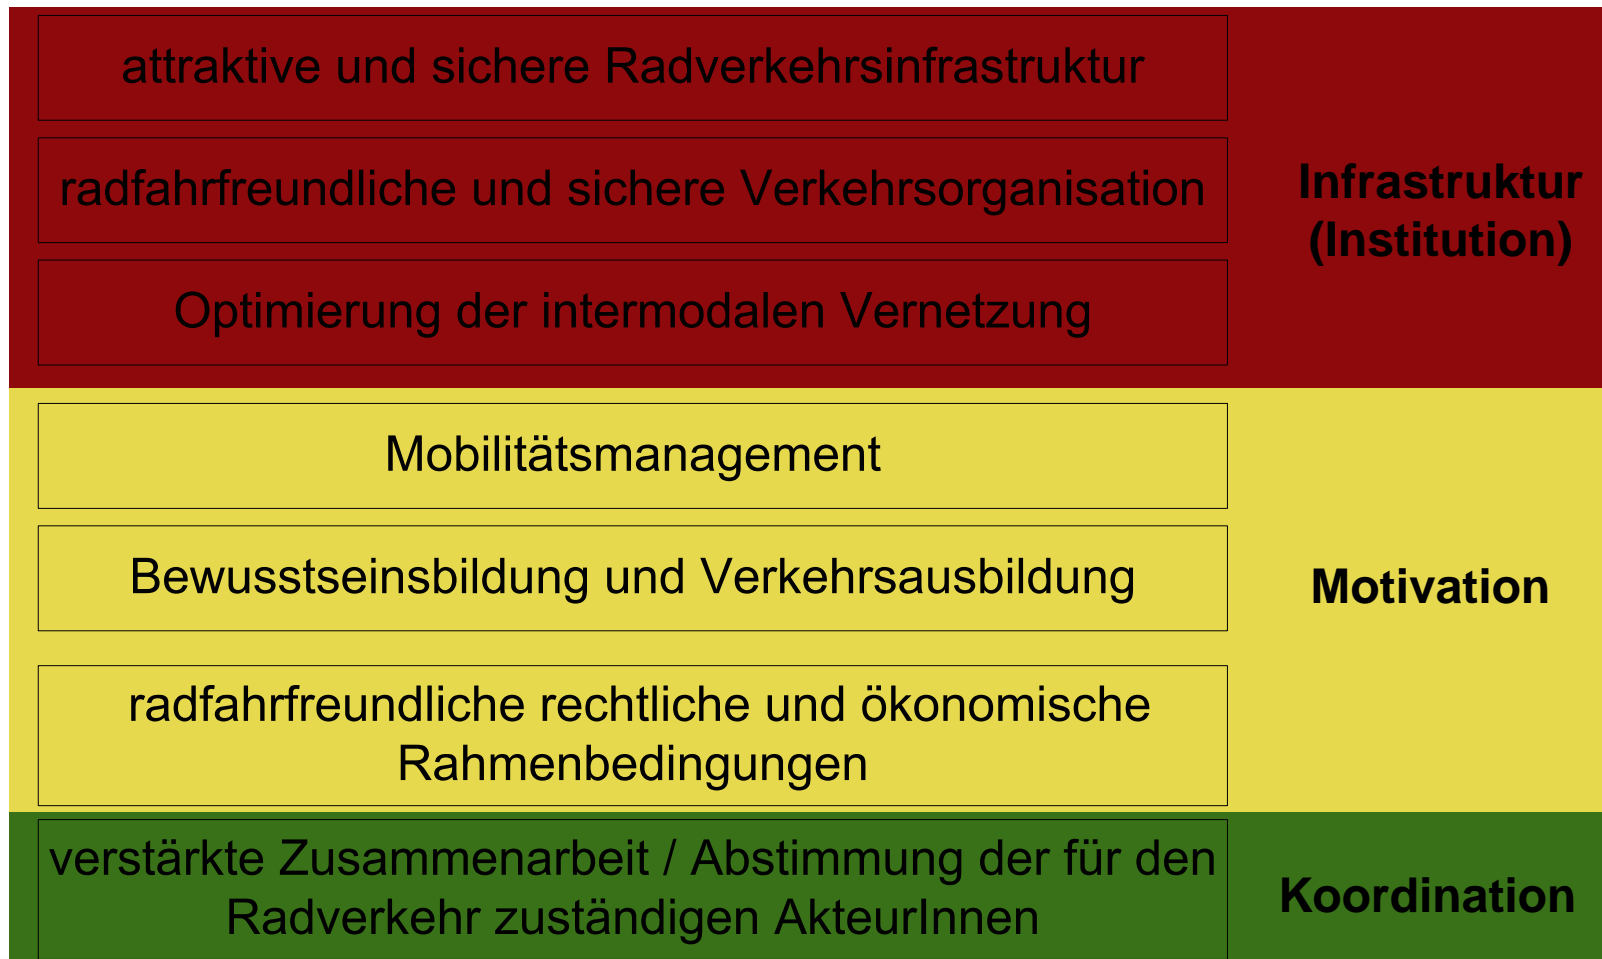 attraktive und sichere Radverkehrsinfrastruktur
radfahrfreundliche und sichere Verkehrsorganisation
Optimierung der intermodalen Vernetzung
Infrastruktur
(Institution)
Mobilitätsmanagement
Bewusstseinsbildung und Verkehrsausbildung
radfahrfreundliche rechtliche und ökonomische
Rahmenbedingungen
Motivation
verstärkte Zusammenarbeit / Abstimmung der für den
Radverkehr zuständigen AkteurInnen
Koordination